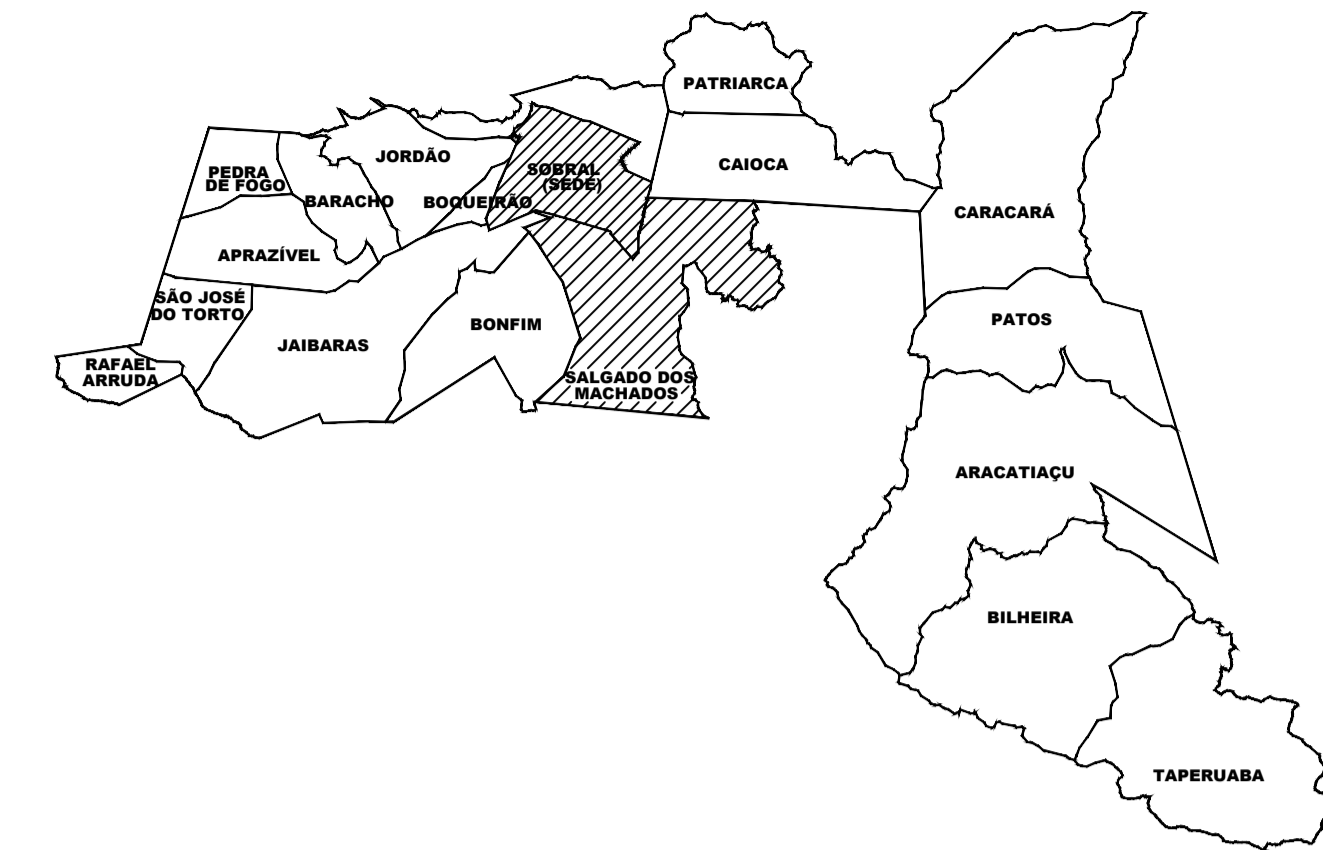 PATRIARCA
JORDÃO
CAIOCA
SOBRAL
(SEDE)
PEDRA
DE FOGO
BARACHO
BOQUEIRÃO
CARACARÁ
APRAZÍVEL
SÃO JOSÉ
DO TORTO
PATOS
BONFIM
JAIBARAS
RAFAEL
ARRUDA
SALGADO DOS
MACHADOS
ARACATIAÇU
BILHEIRA
TAPERUABA